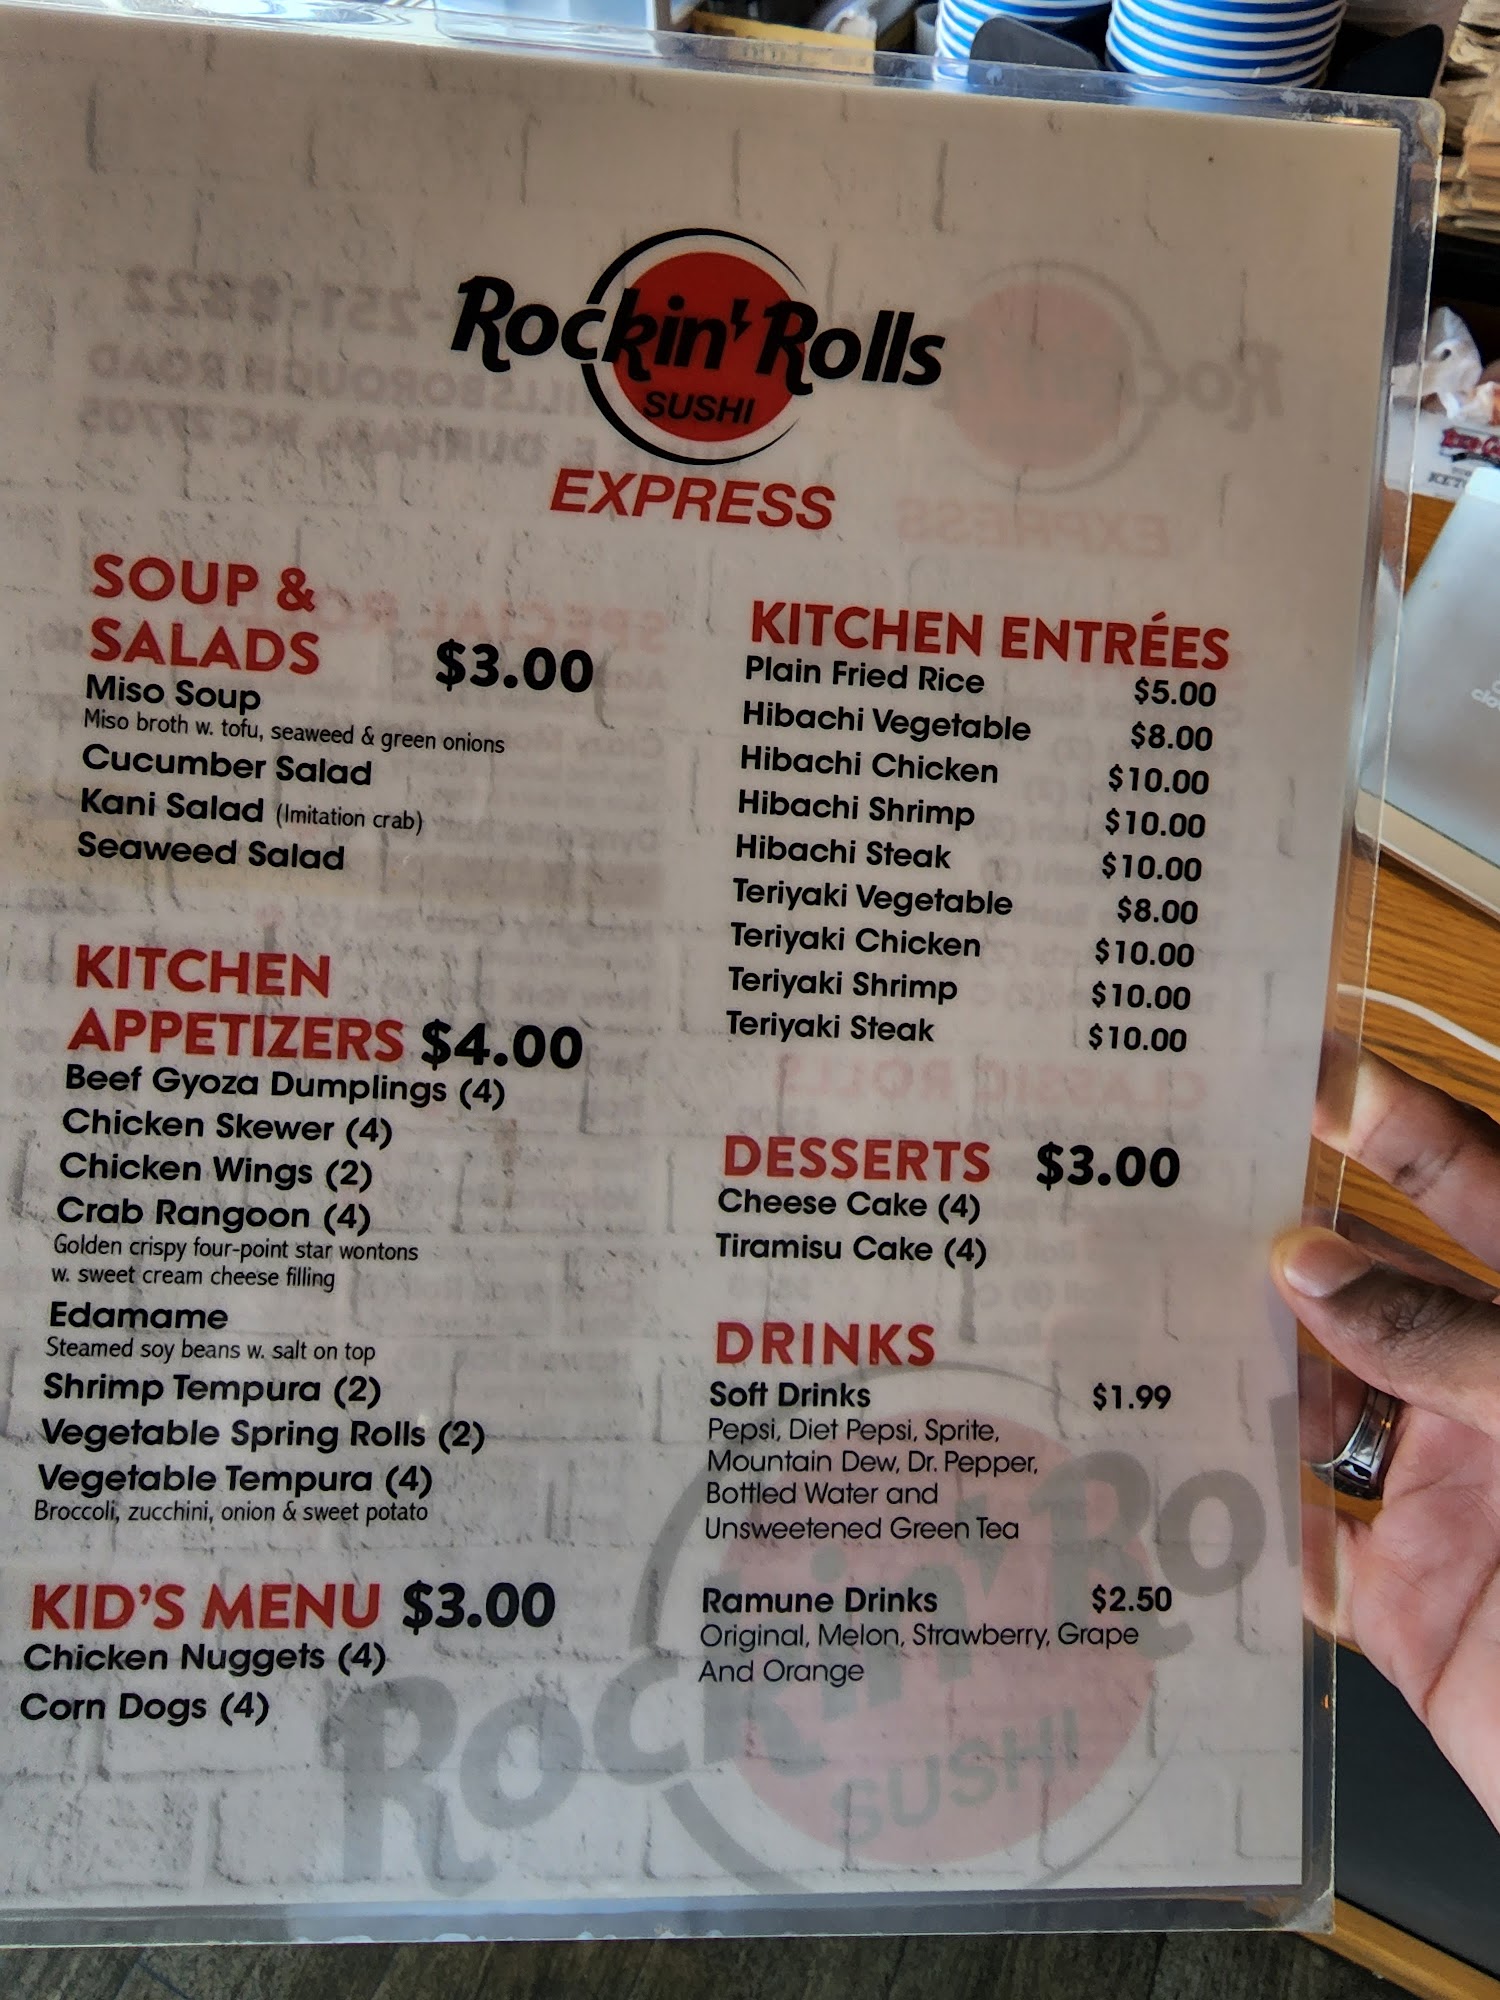 Rockin' Rolls
SUSHI
EXPRESS
SOUP &
SALADS $3.00
Miso Soup
Miso broth w. tofu, seaweed & green onions
Cucumber Salad
Kani Salad (Imitation crab)
Seaweed Salad
KITCHEN
APPETIZERS $4.00
Beef Gyoza Dumplings (4)
Chicken Skewer (4)
Chicken Wings (2)
Crab Rangoon (4)
Golden crispy four-point star wontons
w. sweet cream cheese filling
Edamame
Steamed soy beans w. salt on top
Shrimp Tempura (2)
Vegetable Spring Rolls (2)
Vegetable Tempura (4)
Broccoli, zucchini, onion & sweet potato
KID'S MENU $3.00
Chicken Nuggets (4)
Corn Dogs (4)
KITCHEN ENTRÉES
Plain Fried Rice $5.00
Hibachi Vegetable $8.00
Hibachi Chicken $10.00
Hibachi Shrimp $10.00
Hibachi Steak $10.00
Teriyaki Vegetable $8.00
Teriyaki Chicken $10.00
Teriyaki Shrimp $10.00
Teriyaki Steak $10.00
DESSERTS $3.00
Cheese Cake (4)
Tiramisu Cake (4)
DRINKS
Soft Drinks $1.99
Pepsi, Diet Pepsi, Sprite,
Mountain Dew, Dr. Pepper,
Bottled Water and
Unsweetened Green Tea
Ramune Drinks $2.50
Original, Melon, Strawberry, Grape
And Orange
Rockin' Rol
SUSHI